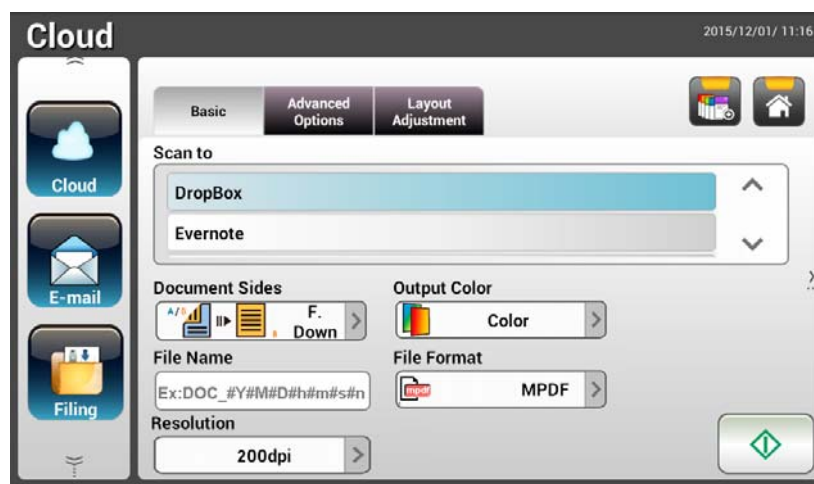 Cloud
2015/12/01/ 11:16
Basic
Advanced
Options
Layout
Adjustment
Scan to
Cloud
DropBox
Evernote
E-mail
Document Sides
Output Color
A/B
B
F.
Down
Color
File Name
File Format
Ex:DOC_#Y#M#D#h#m#s#n
mpdf
MPDF
Filing
Resolution
200dpi